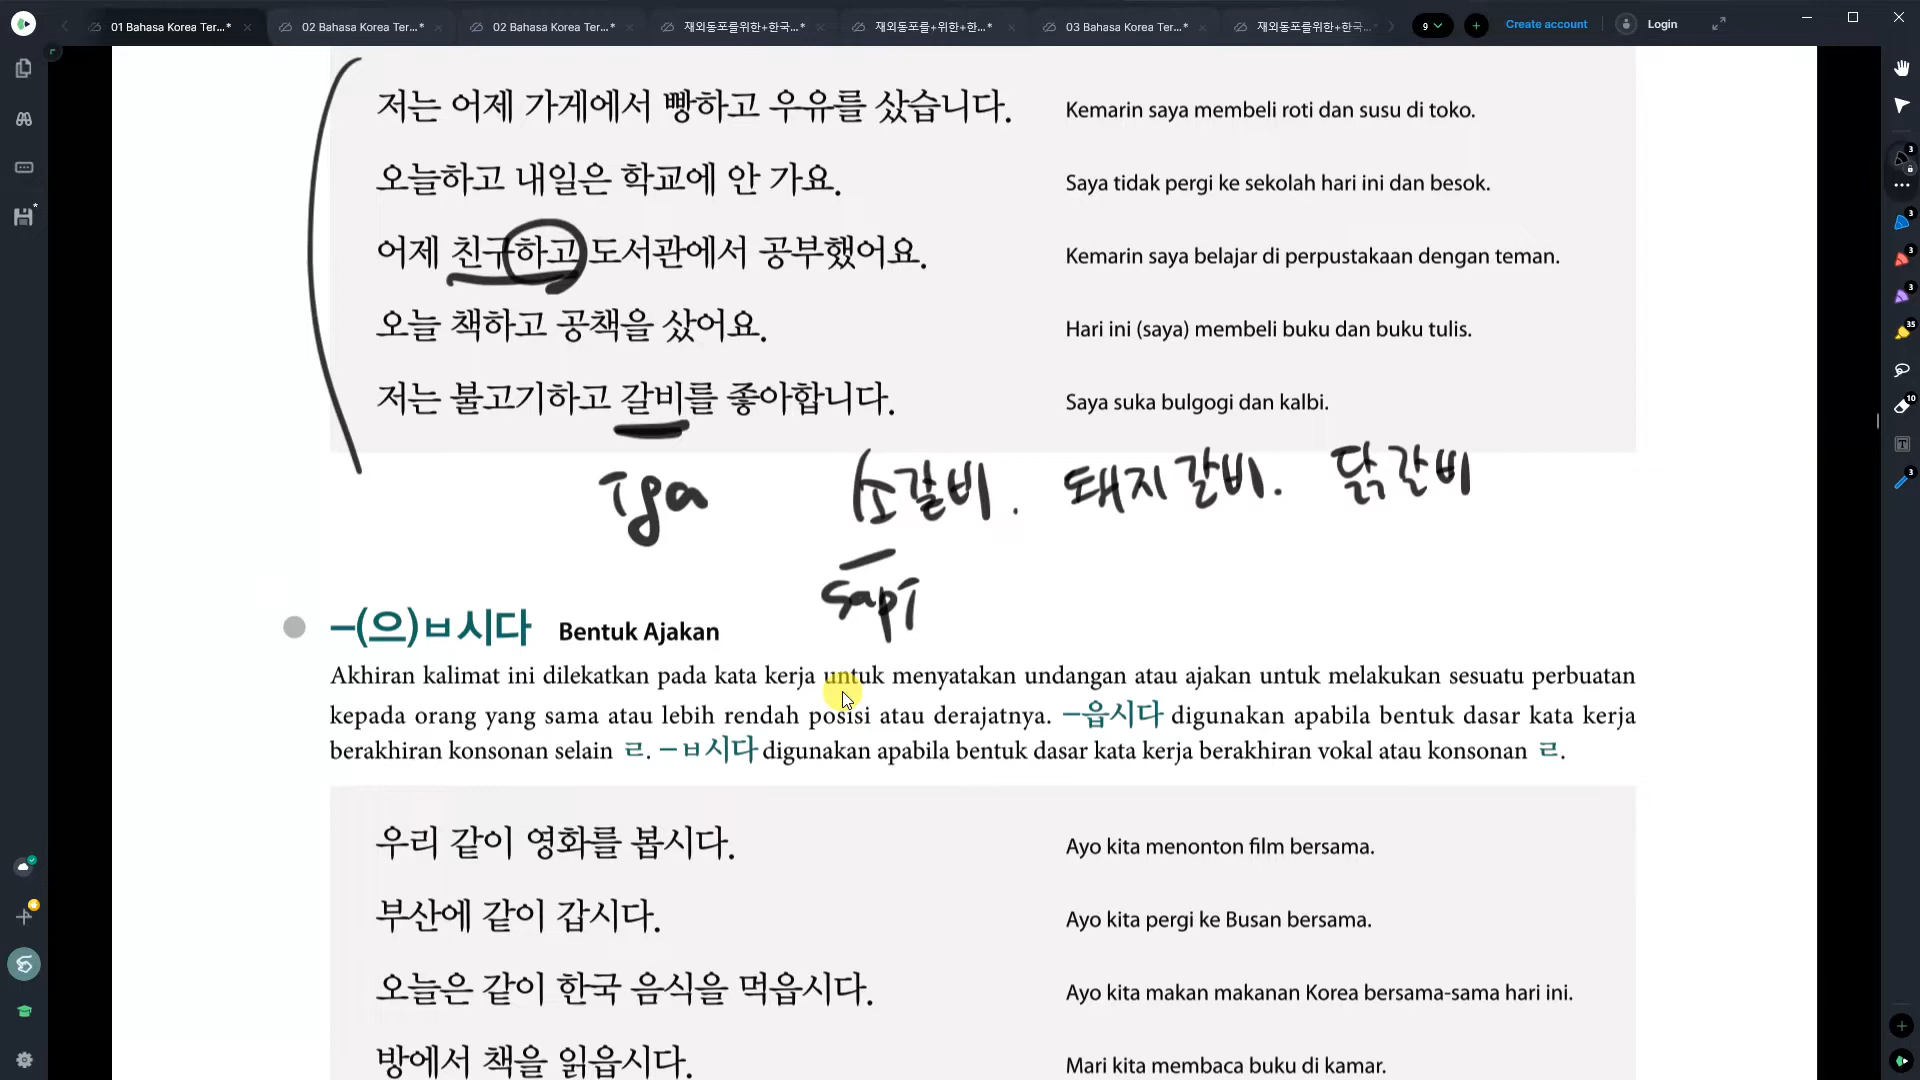 01 Bahasa Korea Ter...* 02 Bahasa Korea Ter...* 02 Bahasa Korea Ter...* 재외동포를위한+한국...* 재외동포를+위한+한...* 03 Bahasa Korea Ter...* 재외동포를위한+한국...* 9 Create account Login
저는 어제 가게에서 빵하고 우유를 샀습니다. Kemarin saya membeli roti dan susu di toko.
오늘하고 내일은 학교에 안 가요. Saya tidak pergi ke sekolah hari ini dan besok.
어제 친구하고 도서관에서 공부했어요. Kemarin saya belajar di perpustakaan dengan teman.
오늘 책하고 공책을 샀어요. Hari ini (saya) membeli buku dan buku tulis.
저는 불고기하고 갈비를 좋아합니다. Saya suka bulgogi dan kalbi.
Iga 소갈비. 돼지갈비. 닭갈비
sapi
–(으)ㅂ시다 Bentuk Ajakan
Akhiran kalimat ini dilekatkan pada kata kerja untuk menyatakan undangan atau ajakan untuk melakukan sesuatu perbuatan
kepada orang yang sama atau lebih rendah posisi atau derajatnya. –읍시다 digunakan apabila bentuk dasar kata kerja
berakhiran konsonan selain ㄹ. –ㅂ시다 digunakan apabila bentuk dasar kata kerja berakhiran vokal atau konsonan ㄹ.
우리 같이 영화를 봅시다. Ayo kita menonton film bersama.
부산에 같이 갑시다. Ayo kita pergi ke Busan bersama.
오늘은 같이 한국 음식을 먹읍시다. Ayo kita makan makanan Korea bersama-sama hari ini.
방에서 책을 읽읍시다. Mari kita membaca buku di kamar.
3
3
3
3
35
10
3